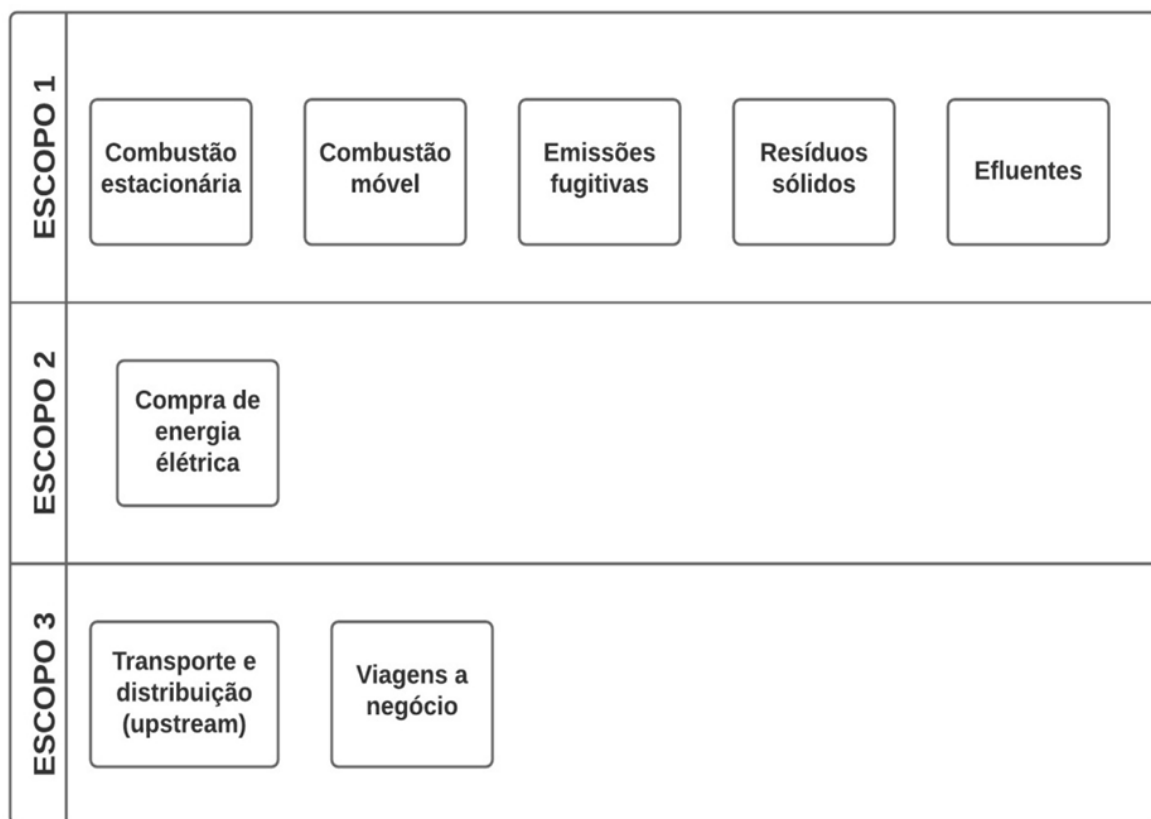 ESCOPO 1
Combustão
estacionária
Combustão
móvel
Emissões
fugitivas
Resíduos
sólidos
Efluentes
ESCOPO 2
Compra de
energia
élétrica
ESCOPO 3
Transporte e
distribuição
(upstream)
Viagens a
negócio